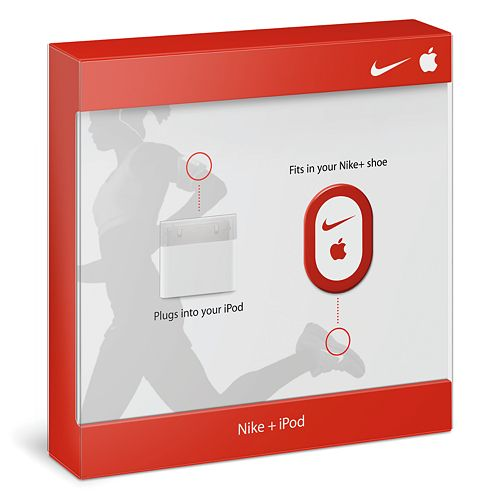 Fits in your Nike+ shoe
Plugs into your iPod
Nike + iPod